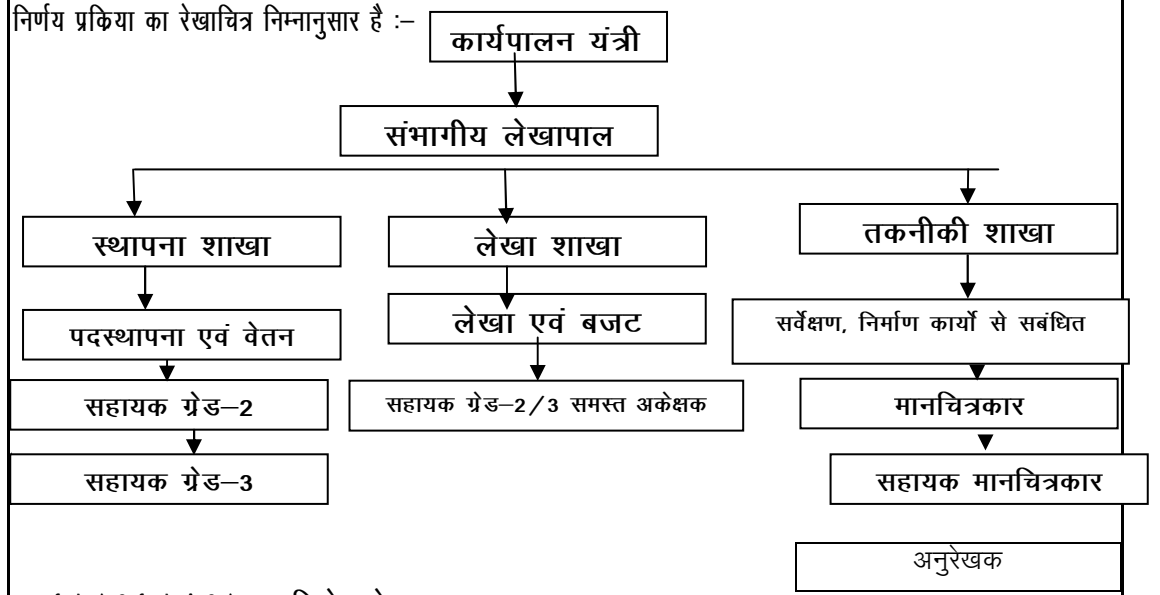 निर्णय प्रकिया का रेखाचित्र निम्नानुसार है :–
कार्यपालन यंत्री
संभागीय लेखापाल
स्थापना शाखा
लेखा शाखा
तकनीकी शाखा
पदस्थापना एवं वेतन
लेखा एवं बजट
सर्वेक्षण, निर्माण कार्यो से सबंधित
सहायक ग्रेड–2
सहायक ग्रेड–2/3 समस्त अकेक्षक
मानचित्रकार
सहायक ग्रेड–3
सहायक मानचित्रकार
अनुरेखक